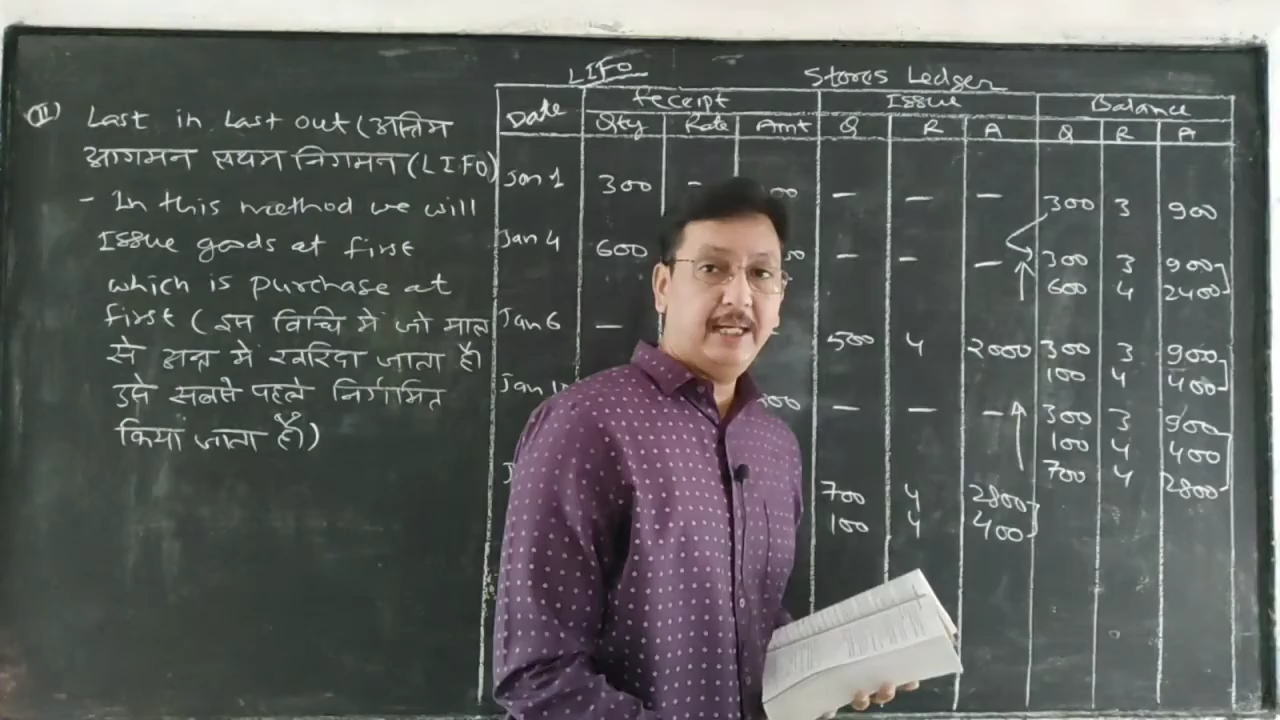 (II) Last in Last out (अन्तिम
आगमन प्रथम निगमन (LIFO)
- In this method we will
Issue goods at first
which is purchase at
first (इस विधि में जो माल
से अन्त में खरिदा जाता है।
उसे सबसे पहले निर्गमित
किया जाता है।)
LIFO Stores Ledger
Date Receipt Issue Balance
Qty Rate Amt Q R A Q R A
Jan 1 300 - - - - 300 3 900
Jan 4 600 - - - 300 3 900
600 4 2400
Jan 6 - 500 4 2000 300 3 900
100 4 400
Jan - - - 300 3 900
100 4 400
700 4 2800
700 4 2800
100 4 400